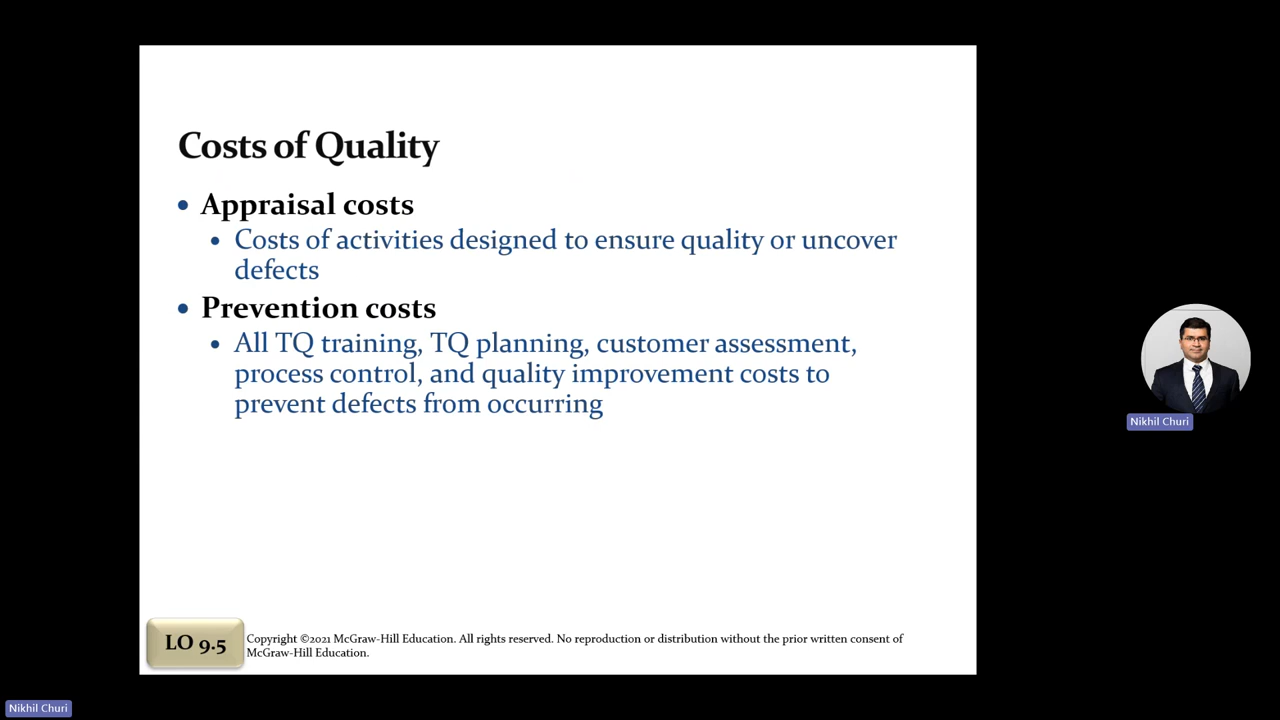 Costs of Quality
• Appraisal costs
• Costs of activities designed to ensure quality or uncover
defects
• Prevention costs
• All TQ training, TQ planning, customer assessment,
process control, and quality improvement costs to
prevent defects from occurring
Nikhil Churi
LO 9.5
Copyright ©2021 McGraw-Hill Education. All rights reserved. No reproduction or distribution without the prior written consent of
McGraw-Hill Education.
Nikhil Churi